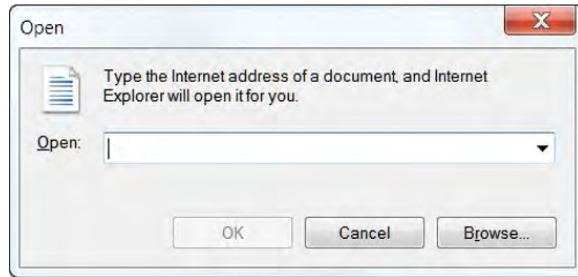 Open
Type the Internet address of a document, and Internet
Explorer will open it for you.
Open:
OK Cancel Browse...